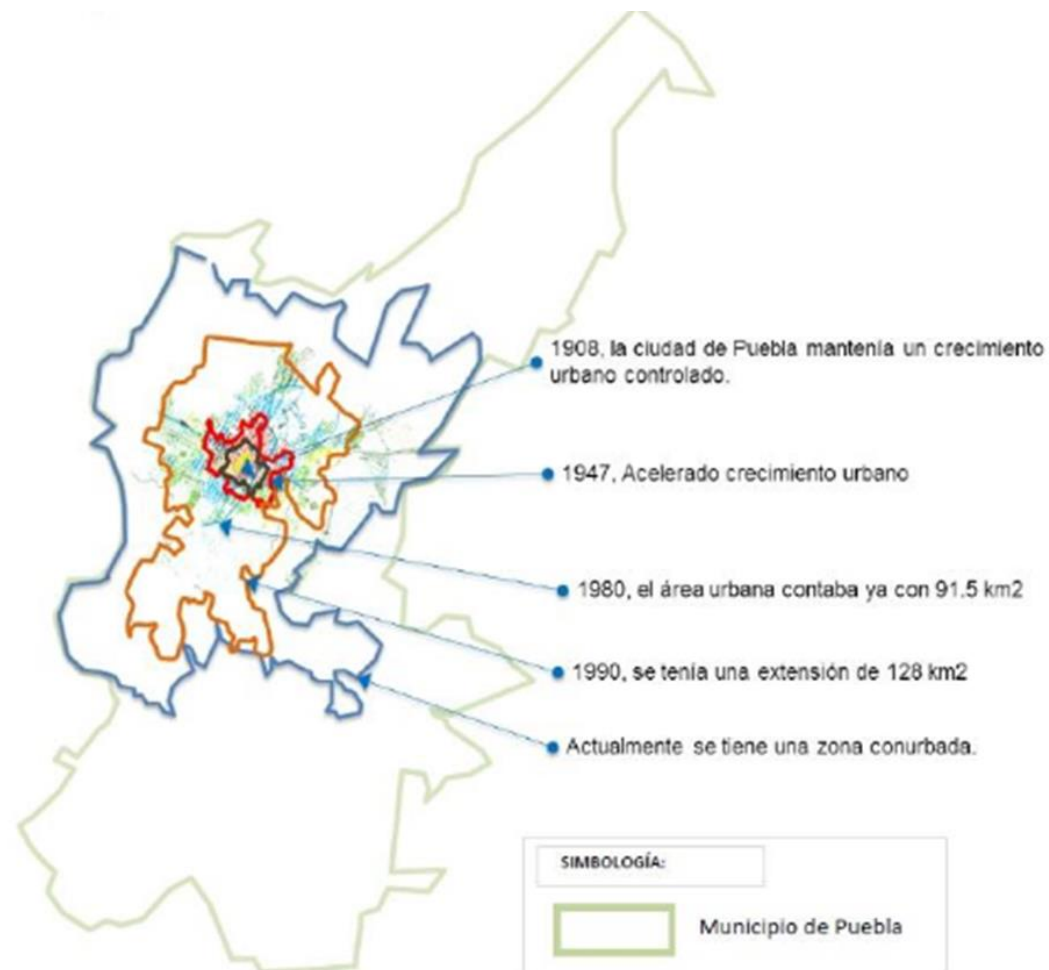 1908, la ciudad de Puebla mantenía un crecimiento
urbano controlado.
1947, Acelerado crecimiento urbano
1980, el área urbana contaba ya con 91.5 km2
1990, se tenía una extensión de 128 km2
Actualmente se tiene una zona conurbada.
SIMBOLOGÍA:
Municipio de Puebla